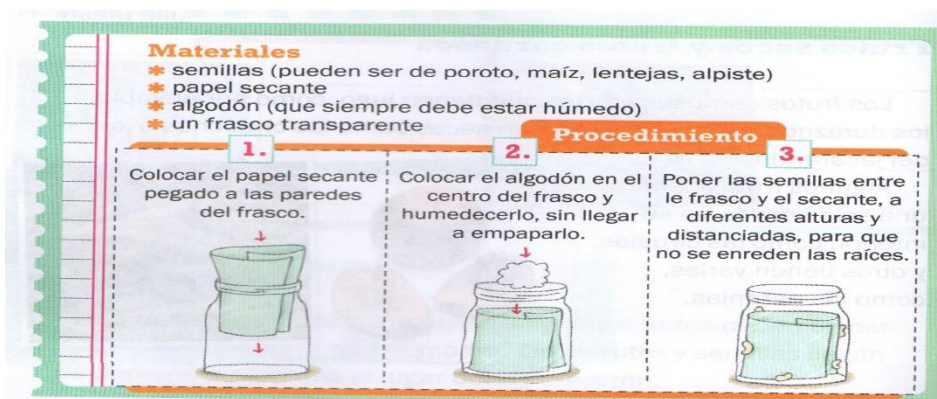 Materiales
* semillas (pueden ser de poroto, maíz, lentejas, alpiste)
* papel secante
* algodón (que siempre deberá estar húmedo)
* un frasco transparente
Procedimiento
1.
Colocar el papel secante
pegado a las paredes
del frasco.
2.
Colocar el algodón en el
centro del frasco y
humedecerlo, sin llegar
a empaparlo.
3.
Poner las semillas entre
le frasco y el secante, a
diferentes alturas y
distanciadas, para que
no se enreden las raíces.